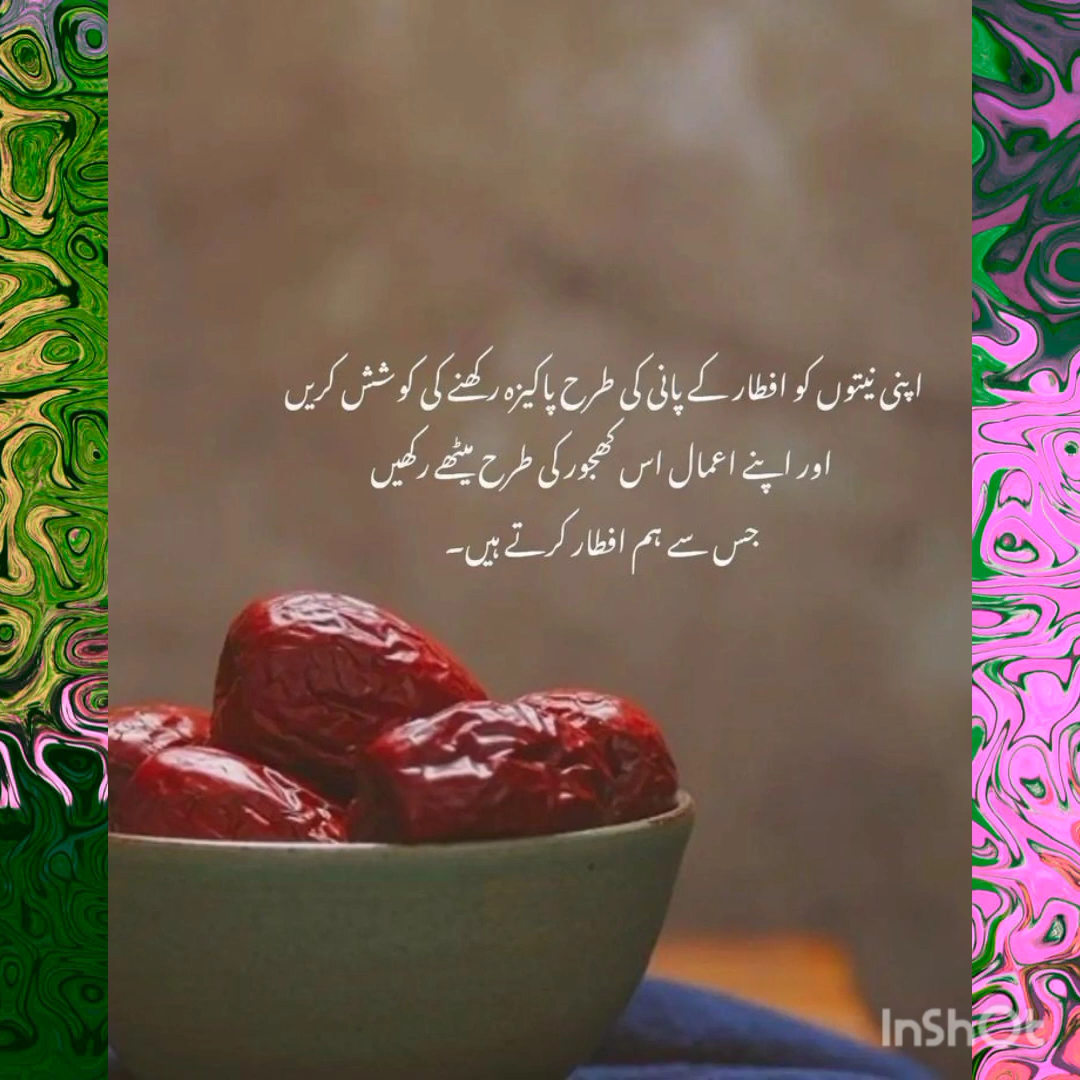 اپنی نیتوں کو افطار کے پانی کی طرح پاکیزہ رکھنے کی کوشش کریں
اور اپنے اعمال اس کھجور کی طرح میٹھے رکھیں
جس سے ہم افطار کرتے ہیں۔
InShOt